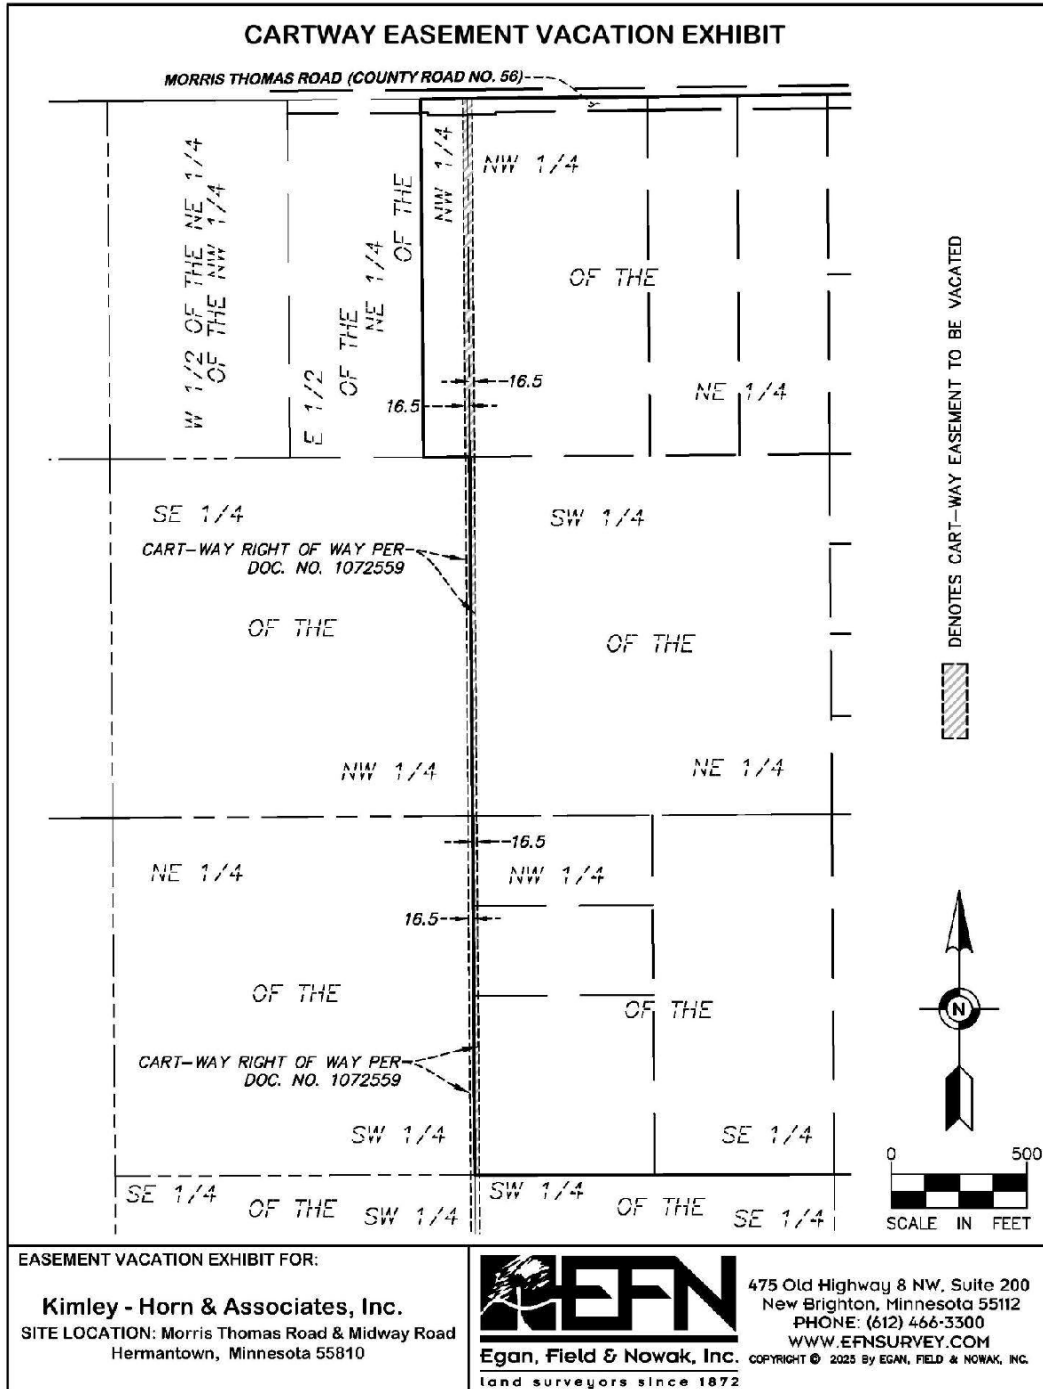 CARTWAY EASEMENT VACATION EXHIBIT
MORRIS THOMAS ROAD (COUNTY ROAD NO. 56)
W 1/2 OF THE NE 1/4
OF THE NW 1/4
E 1/2
OF THE
NE 1/4
OF THE
NW 1/4
NW 1/4
OF THE
NE 1/4
16.5
16.5
SE 1/4
OF THE
NW 1/4
SW 1/4
OF THE
NE 1/4
CART-WAY RIGHT OF WAY PER
DOC. NO. 1072559
16.5
16.5
NE 1/4
OF THE
SW 1/4
NW 1/4
OF THE
SE 1/4
CART-WAY RIGHT OF WAY PER
DOC. NO. 1072559
SE 1/4
OF THE
SW 1/4
SW 1/4
OF THE
SE 1/4
DENOTES CART-WAY EASEMENT TO BE VACATED
N
0 500
SCALE IN FEET
EASEMENT VACATION EXHIBIT FOR:
Kimley - Horn & Associates, Inc.
SITE LOCATION: Morris Thomas Road & Midway Road
Hermantown, Minnesota 55810
EFN
Egan, Field & Nowak, Inc.
land surveyors since 1872
475 Old Highway 8 NW, Suite 200
New Brighton, Minnesota 55112
PHONE: (612) 466-3300
WWW.EFNSURVEY.COM
COPYRIGHT © 2025 By EGAN, FIELD & NOWAK, INC.